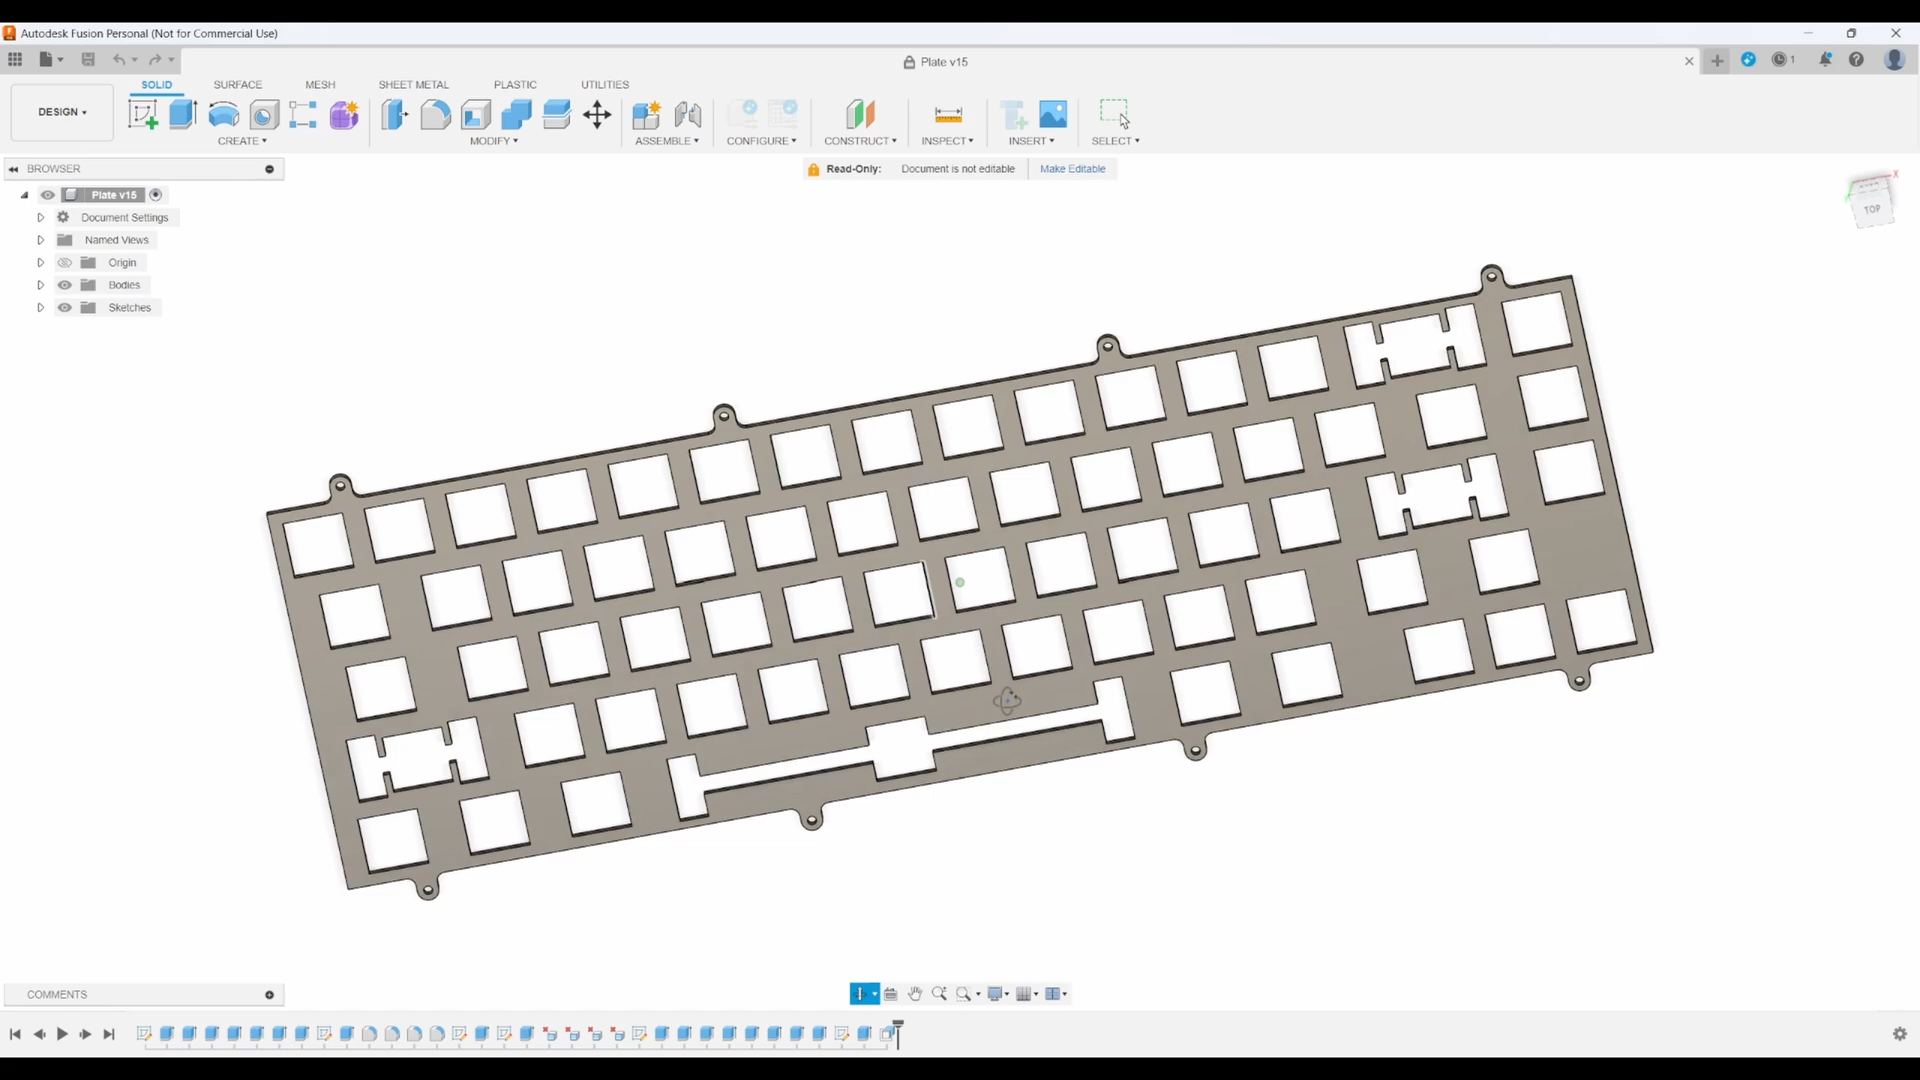 Autodesk Fusion Personal (Not for Commercial Use)
Plate v15
1
DESIGN
SOLID SURFACE MESH SHEET METAL PLASTIC UTILITIES
CREATE MODIFY ASSEMBLE CONFIGURE CONSTRUCT INSPECT INSERT SELECT
BROWSER
Read-Only: Document is not editable Make Editable
Plate v15
Document Settings
Named Views
Origin
Bodies
Sketches
X
TOP
COMMENTS